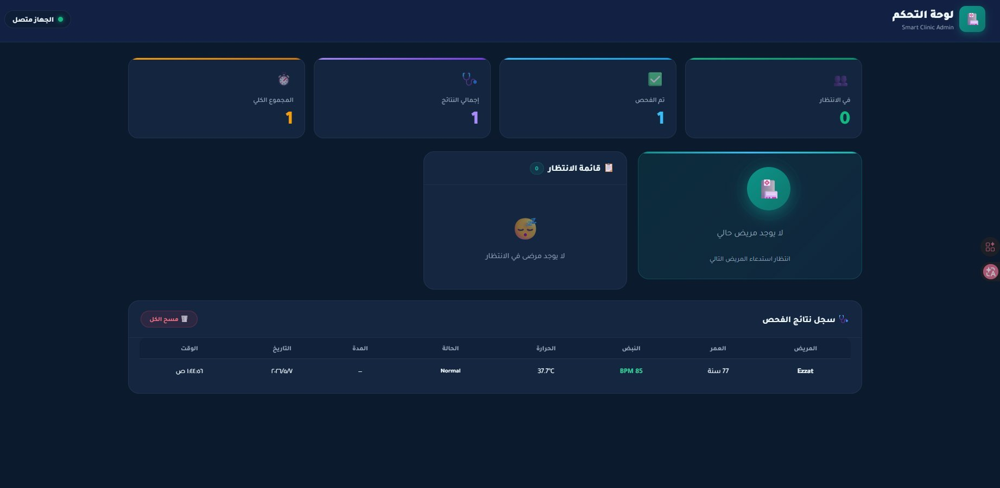 لوحة التحكم
Smart Clinic Admin
الجهاز متصل
في الانتظار
0
تم الفحص
1
إجمالي النتائج
1
المجموع الكلي
1
لا يوجد مريض حالي
انتظار استدعاء المريض التالي
قائمة الانتظار 0
لا يوجد مرضى في الانتظار
سجل نتائج الفحص
مسح الكل
المريض العمر النبض الحرارة الحالة المدة التاريخ الوقت
Ezzat 77 سنة BPM 85 37.7°C Normal — ٢٠٢٦/٥/٧ ١:٤٤:٥٦ ص